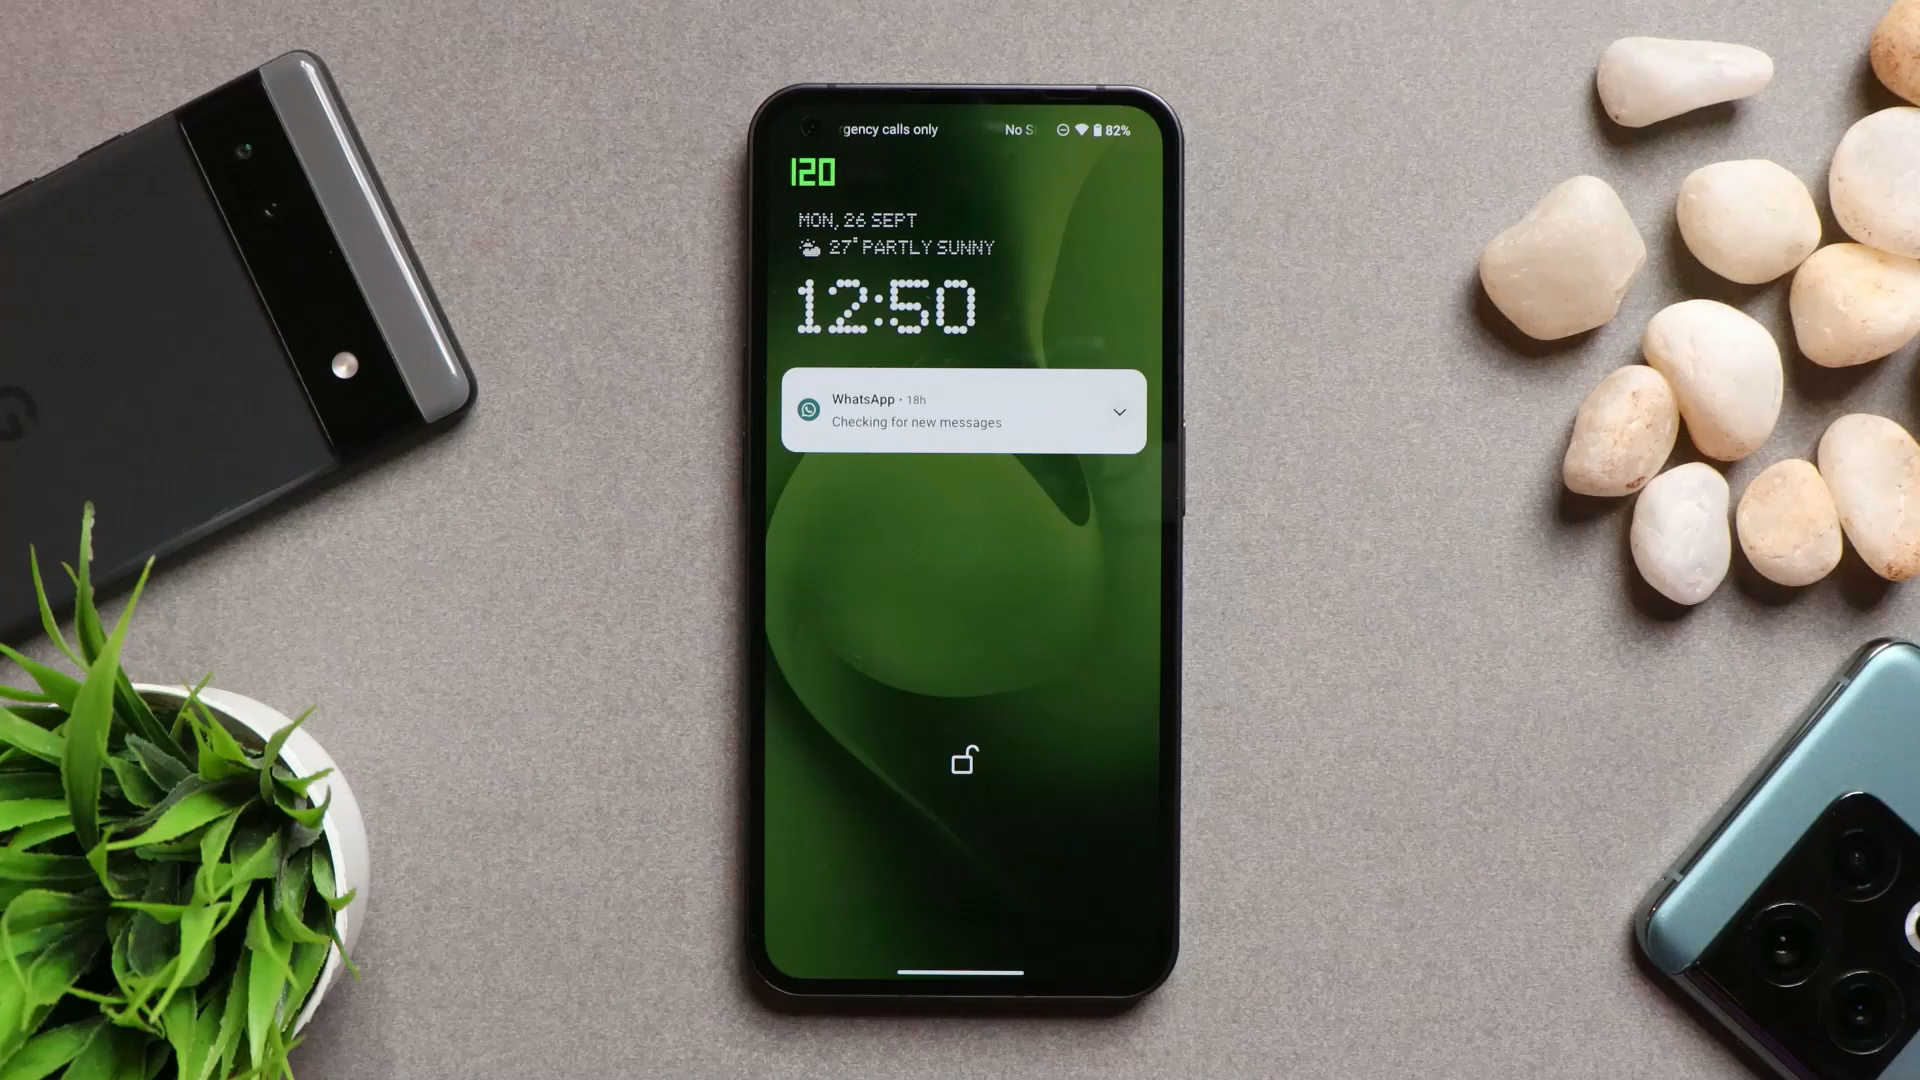 gency calls only No S 82%
120
MON, 26 SEPT
27° PARTLY SUNNY
12:50
WhatsApp · 18h
Checking for new messages
G